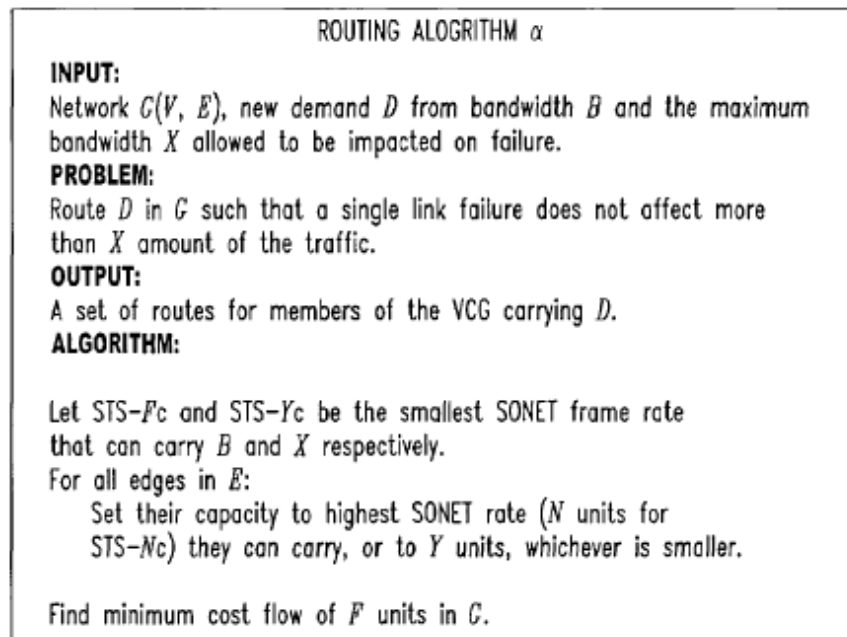 ROUTING ALOGRITHM α
INPUT:
Network G(V, E), new demand D from bandwidth B and the maximum
bandwidth X allowed to be impacted on failure.
PROBLEM:
Route D in G such that a single link failure does not affect more
than X amount of the traffic.
OUTPUT:
A set of routes for members of the VCG carrying D.
ALGORITHM:
Let STS-Fc and STS-Yc be the smallest SONET frame rate
that can carry B and X respectively.
For all edges in E:
Set their capacity to highest SONET rate (N units for
STS-Nc) they can carry, or to Y units, whichever is smaller.
Find minimum cost flow of F units in G.